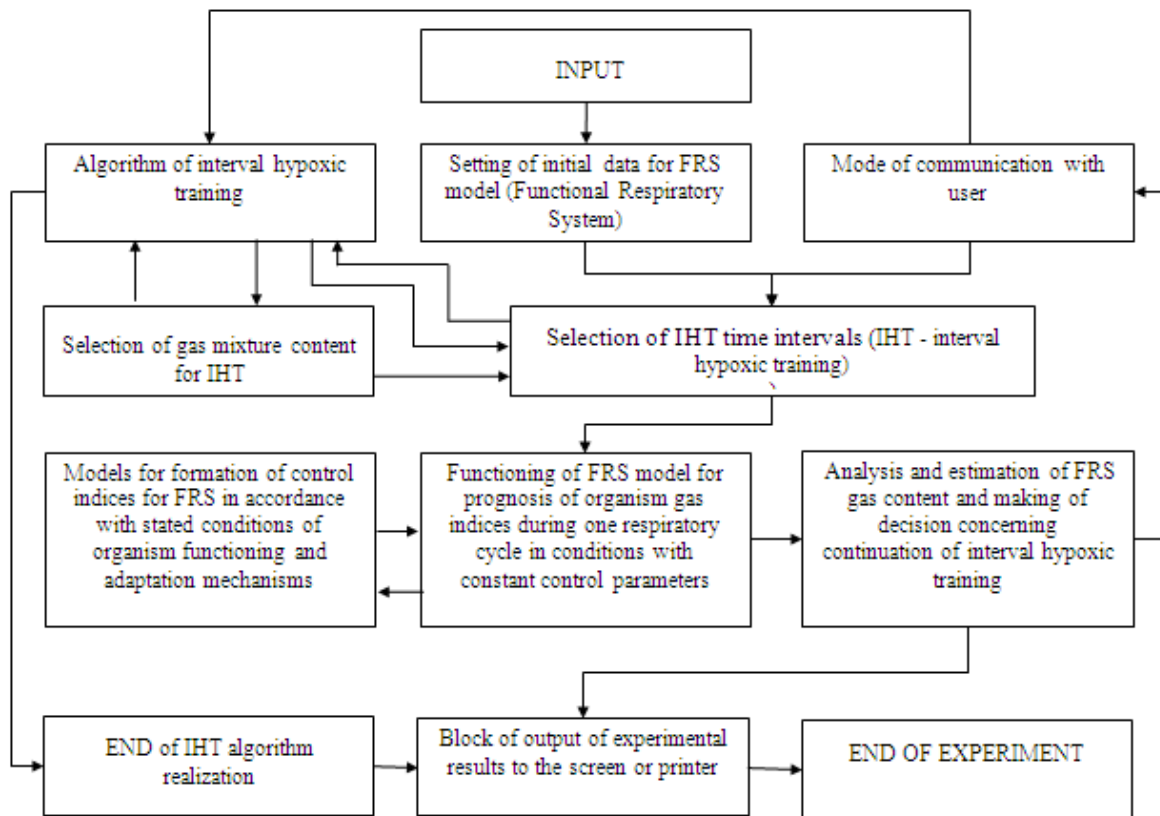 INPUT
Algorithm of interval hypoxic
training
Setting of initial data for FRS
model (Functional Respiratory
System)
Mode of communication with
user
Selection of gas mixture content
for IHT
Selection of IHT time intervals (IHT - interval
hypoxic training)
Models for formation of control
indices for FRS in accordance
with stated conditions of
organism functioning and
adaptation mechanisms
Functioning of FRS model for
prognosis of organism gas
indices during one respiratory
cycle in conditions with
constant control parameters
Analysis and estimation of FRS
gas content and making of
decision concerning
continuation of interval hypoxic
training
END of IHT algorithm
realization
Block of output of experimental
results to the screen or printer
END OF EXPERIMENT